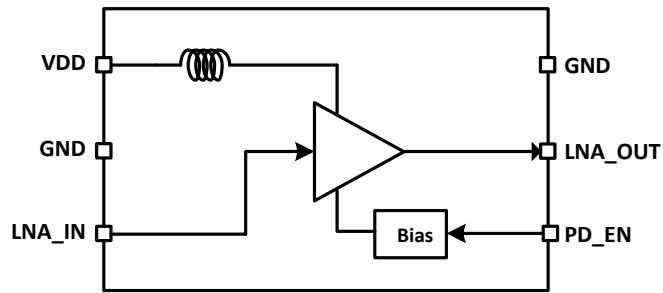 VDD
GND
GND
LNA_OUT
LNA_IN
Bias
PD_EN